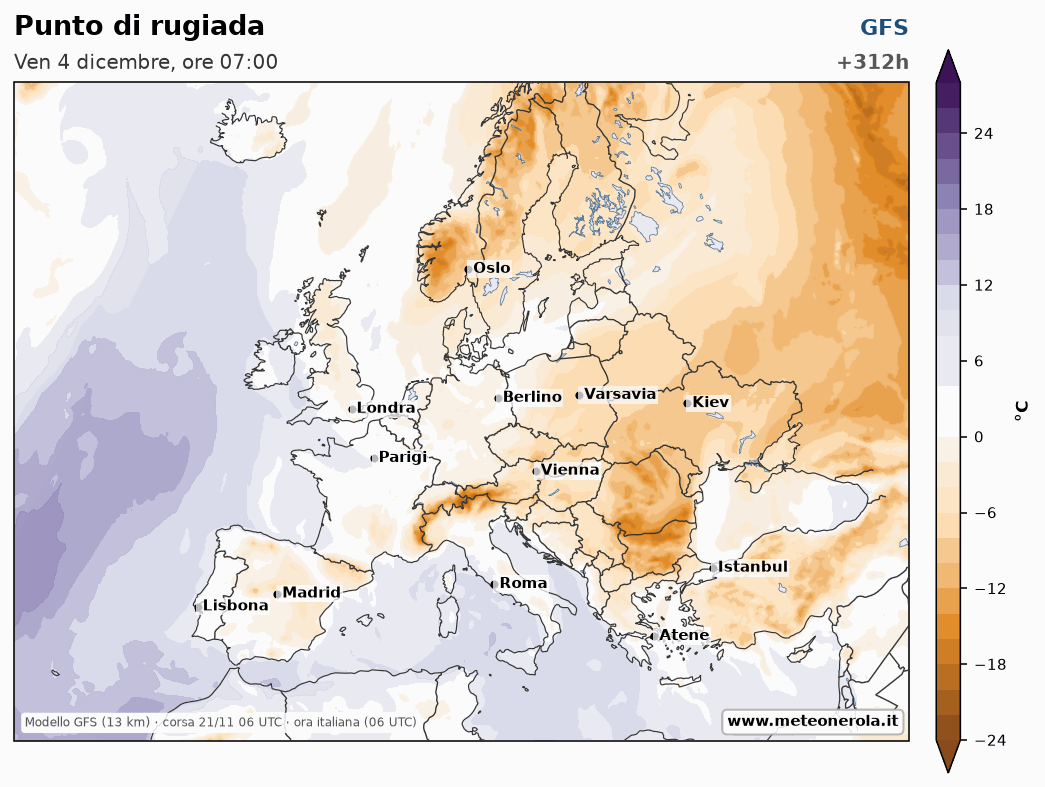 Punto di rugiada
GFS
Ven 4 dicembre, ore 07:00
+312h
24
18
12
6
0
−6
−12
−18
−24
°C
Oslo
Berlino
Varsavia
Kiev
Londra
Parigi
Vienna
Istanbul
Roma
Madrid
Lisbona
Atene
Modello GFS (13 km) · corsa 21/11 06 UTC · ora italiana (06 UTC)
www.meteonerola.it